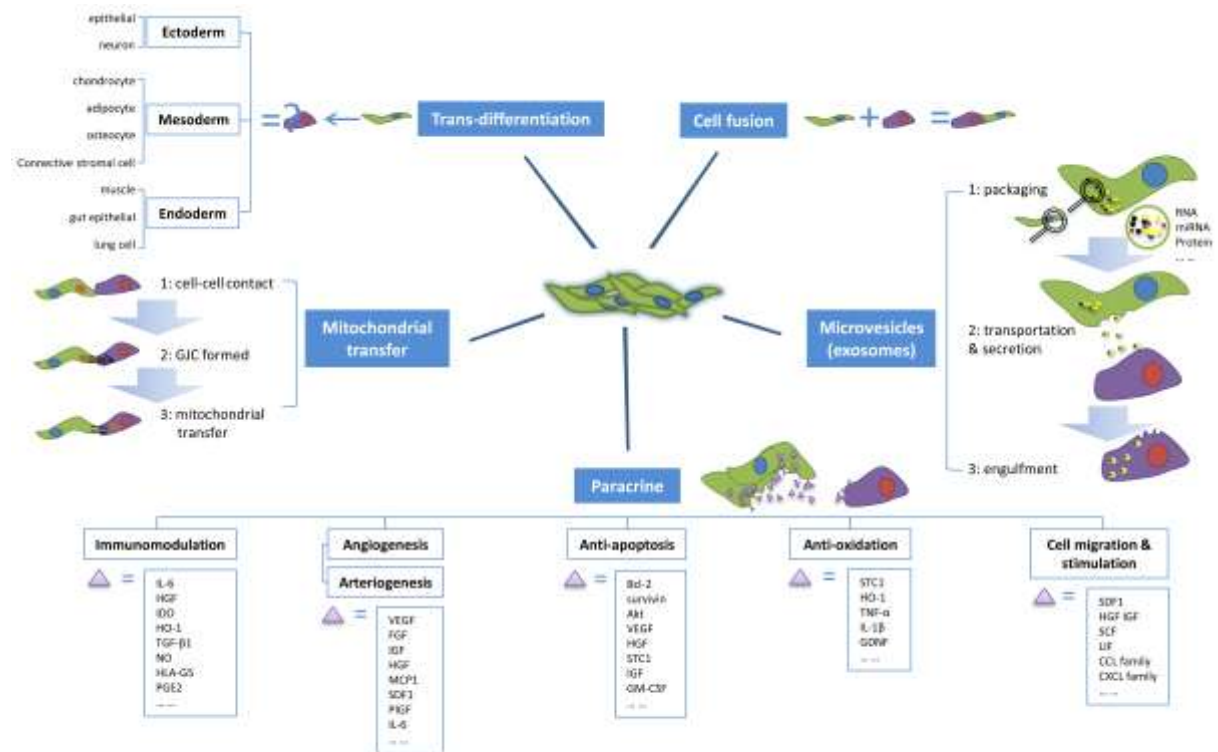 epithelial
neuron
Ectoderm
chondrocyte
adipocyte
osteocyte
Connective stromal cell
Mesoderm
muscle
gut epithelial
lung cell
Endoderm
=
Trans-differentiation
Cell fusion
+
=
1: packaging
RNA
miRNA
Protein
2: transportation
& secretion
3: engulfment
Microvesicles
(exosomes)
1: cell-cell contact
2: GJC formed
3: mitochondrial
transfer
Mitochondrial
transfer
Paracrine
Immunomodulation
=
IL-6
HGF
IDO
HO-1
TGF-β1
NO
HLA-G5
PGE2
... ...
Angiogenesis
Arteriogenesis
=
VEGF
FGF
IGF
HGF
MCP1
SDF1
PIGF
IL-6
... ...
Anti-apoptosis
=
Bcl-2
survivin
Akt
VEGF
HGF
STC1
IGF
GM-CSF
... ...
Anti-oxidation
=
STC1
HO-1
TNF-α
IL-1β
GDNF
... ...
Cell migration &
stimulation
=
SDF1
HGF IGF
SCF
LIF
CCL family
CXCL family
... ...